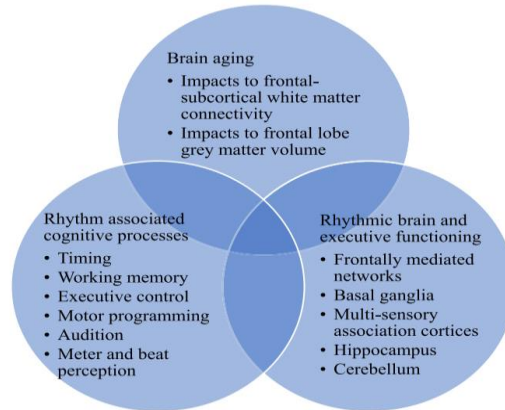 Brain aging
• Impacts to frontal-
subcortical white matter
connectivity
• Impacts to frontal lobe
grey matter volume
Rhythm associated
cognitive processes
• Timing
• Working memory
• Executive control
• Motor programming
• Audition
• Meter and beat
perception
Rhythmic brain and
executive functioning
• Frontally mediated
networks
• Basal ganglia
• Multi-sensory
association cortices
• Hippocampus
• Cerebellum